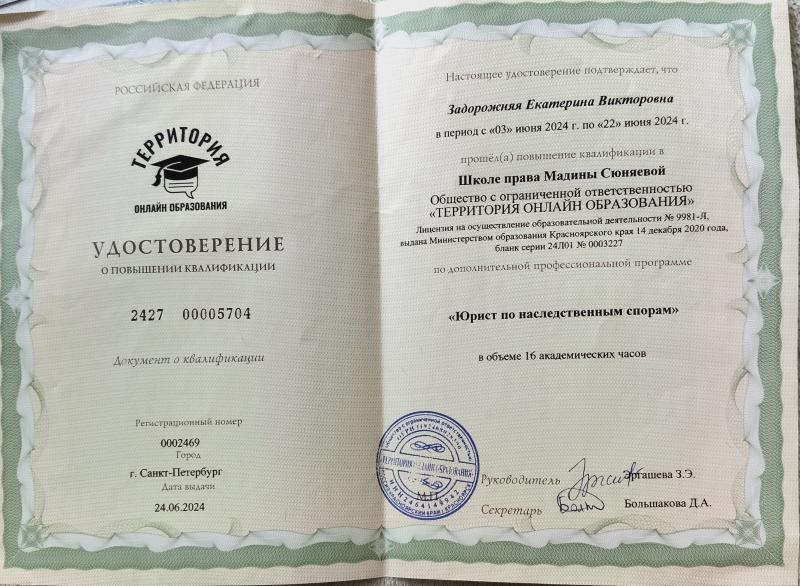 РОССИЙСКАЯ ФЕДЕРАЦИЯ
ТЕРРИТОРИЯ
ОНЛАЙН ОБРАЗОВАНИЯ
УДОСТОВЕРЕНИЕ
О ПОВЫШЕНИИ КВАЛИФИКАЦИИ
2427 00005704
Документ о квалификации
Регистрационный номер
0002469
Город
г. Санкт-Петербург
Дата выдачи
24.06.2024
Настоящее удостоверение подтверждает, что
Задорожняя Екатерина Викторовна
в период с «03» июня 2024 г. по «22» июня 2024 г.
прошёл(а) повышение квалификации в
Школе права Мадины Сюняевой
Общество с ограниченной ответственностью
«ТЕРРИТОРИЯ ОНЛАЙН ОБРАЗОВАНИЯ»
Лицензия на осуществление образовательной деятельности № 9981-Л,
выдана Министерством образования Красноярского края 14 декабря 2020 года,
бланк серии 24Л01 № 0003227
по дополнительной профессиональной программе
«Юрист по наследственным спорам»
в объеме 16 академических часов
Руководитель Эрташева З.Э.
М.П.
Секретарь Большакова Д.А.